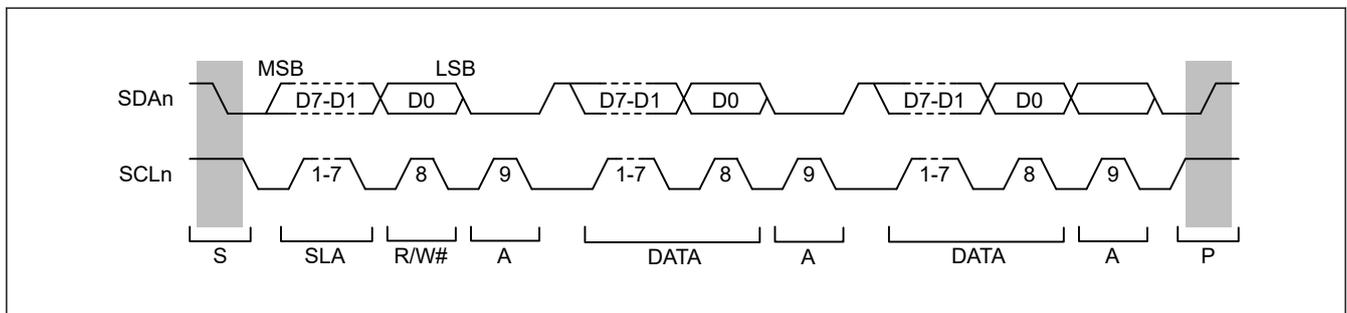 MSB LSB
SDAn D7-D1 D0 D7-D1 D0 D7-D1 D0
SCLn 1-7 8 9 1-7 8 9 1-7 8 9
S SLA R/W# A DATA A DATA A P